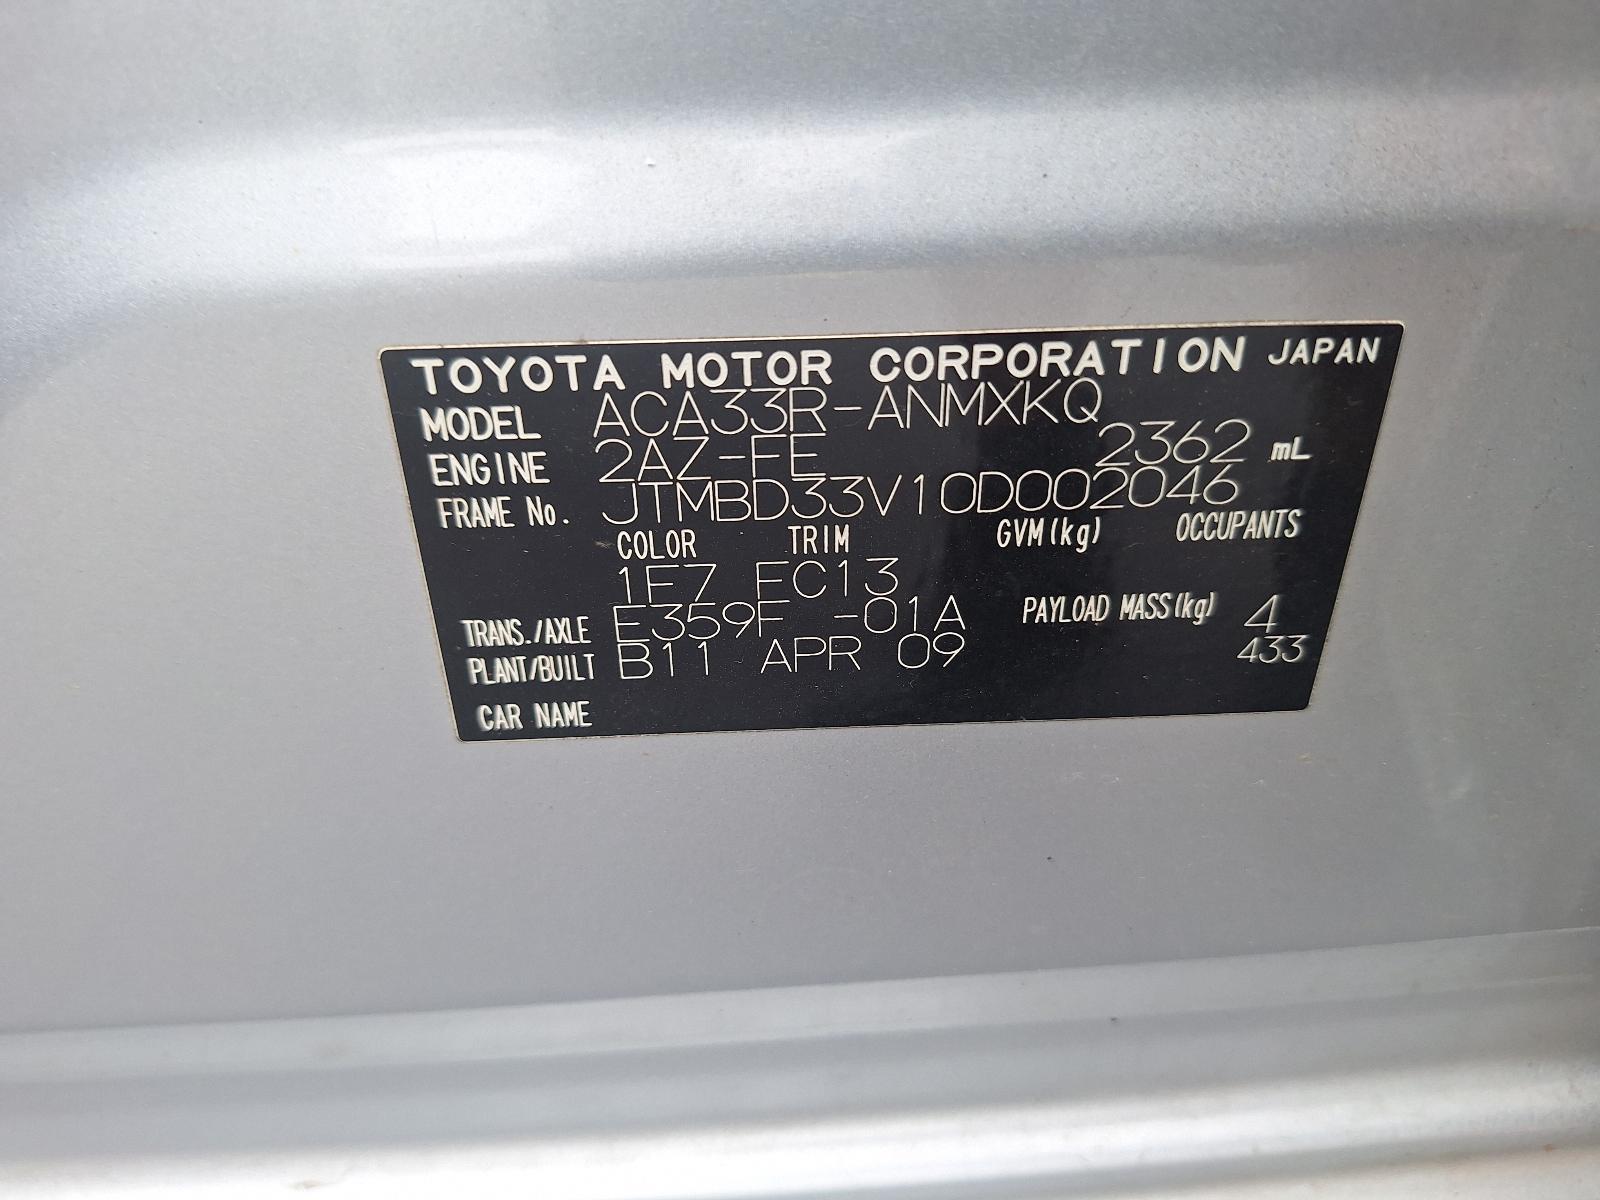 TOYOTA MOTOR CORPORATION JAPAN
MODEL ACA33R-ANMXKQ
ENGINE 2AZ-FE 2362 mL
FRAME No. JTMBD33V10D002046
COLOR TRIM GVM(kg) OCCUPANTS
1F7 FC13
TRANS./AXLE E359F -01A PAYLOAD MASS(kg) 4
PLANT/BUILT B11 APR 09 433
CAR NAME